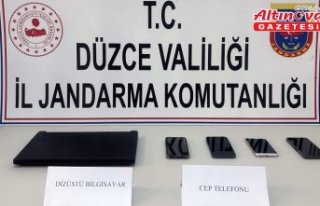 Altınova
GAZETESİ
T.C.
DÜZCE VALİLİĞİ
İL JANDARMA KOMUTANLIĞI
DİZÜSTÜ BİLGİSAYAR
CEP TELEFONU